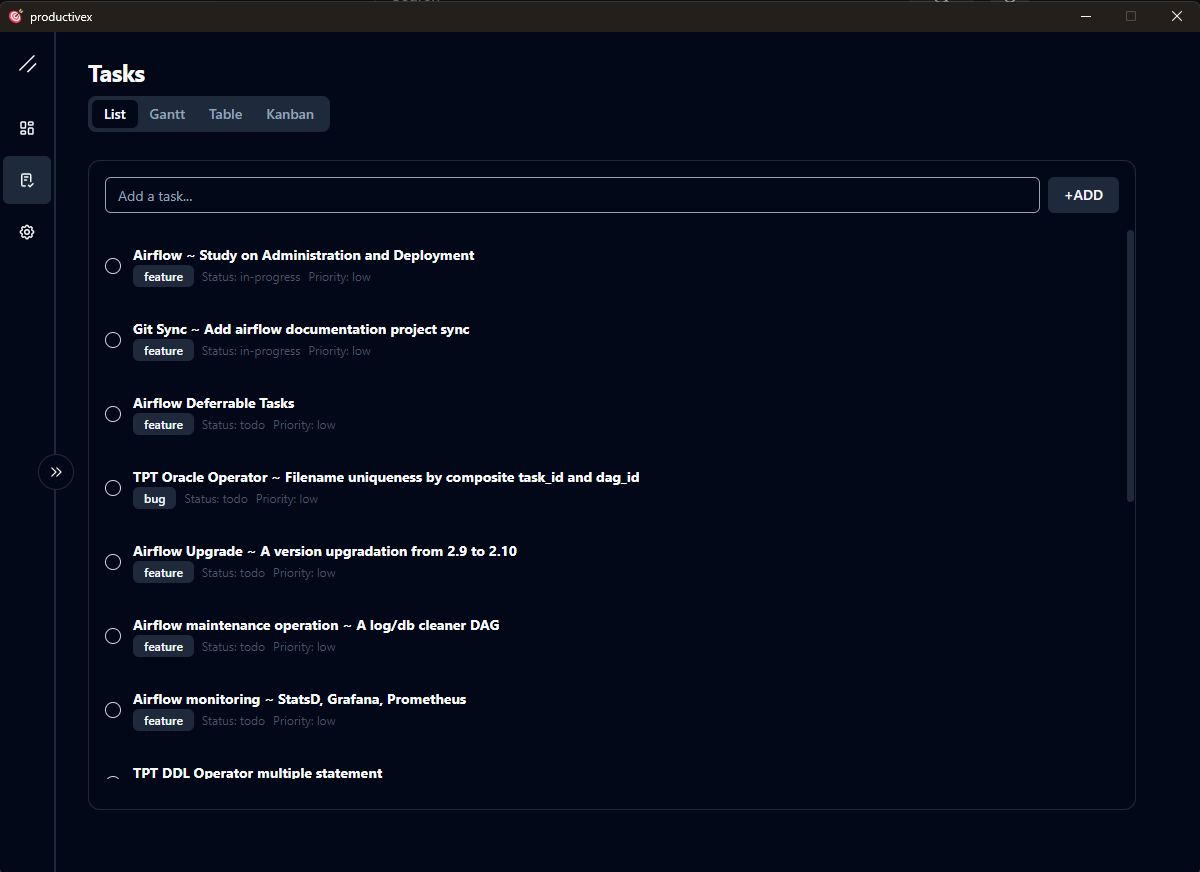 productivex
Tasks
List Gantt Table Kanban
Add a task...
+ADD
Airflow ~ Study on Administration and Deployment
feature Status: in-progress Priority: low
Git Sync ~ Add airflow documentation project sync
feature Status: in-progress Priority: low
Airflow Deferrable Tasks
feature Status: todo Priority: low
TPT Oracle Operator ~ Filename uniqueness by composite task_id and dag_id
bug Status: todo Priority: low
Airflow Upgrade ~ A version upgradation from 2.9 to 2.10
feature Status: todo Priority: low
Airflow maintenance operation ~ A log/db cleaner DAG
feature Status: todo Priority: low
Airflow monitoring ~ StatsD, Grafana, Prometheus
feature Status: todo Priority: low
TPT DDL Operator multiple statement